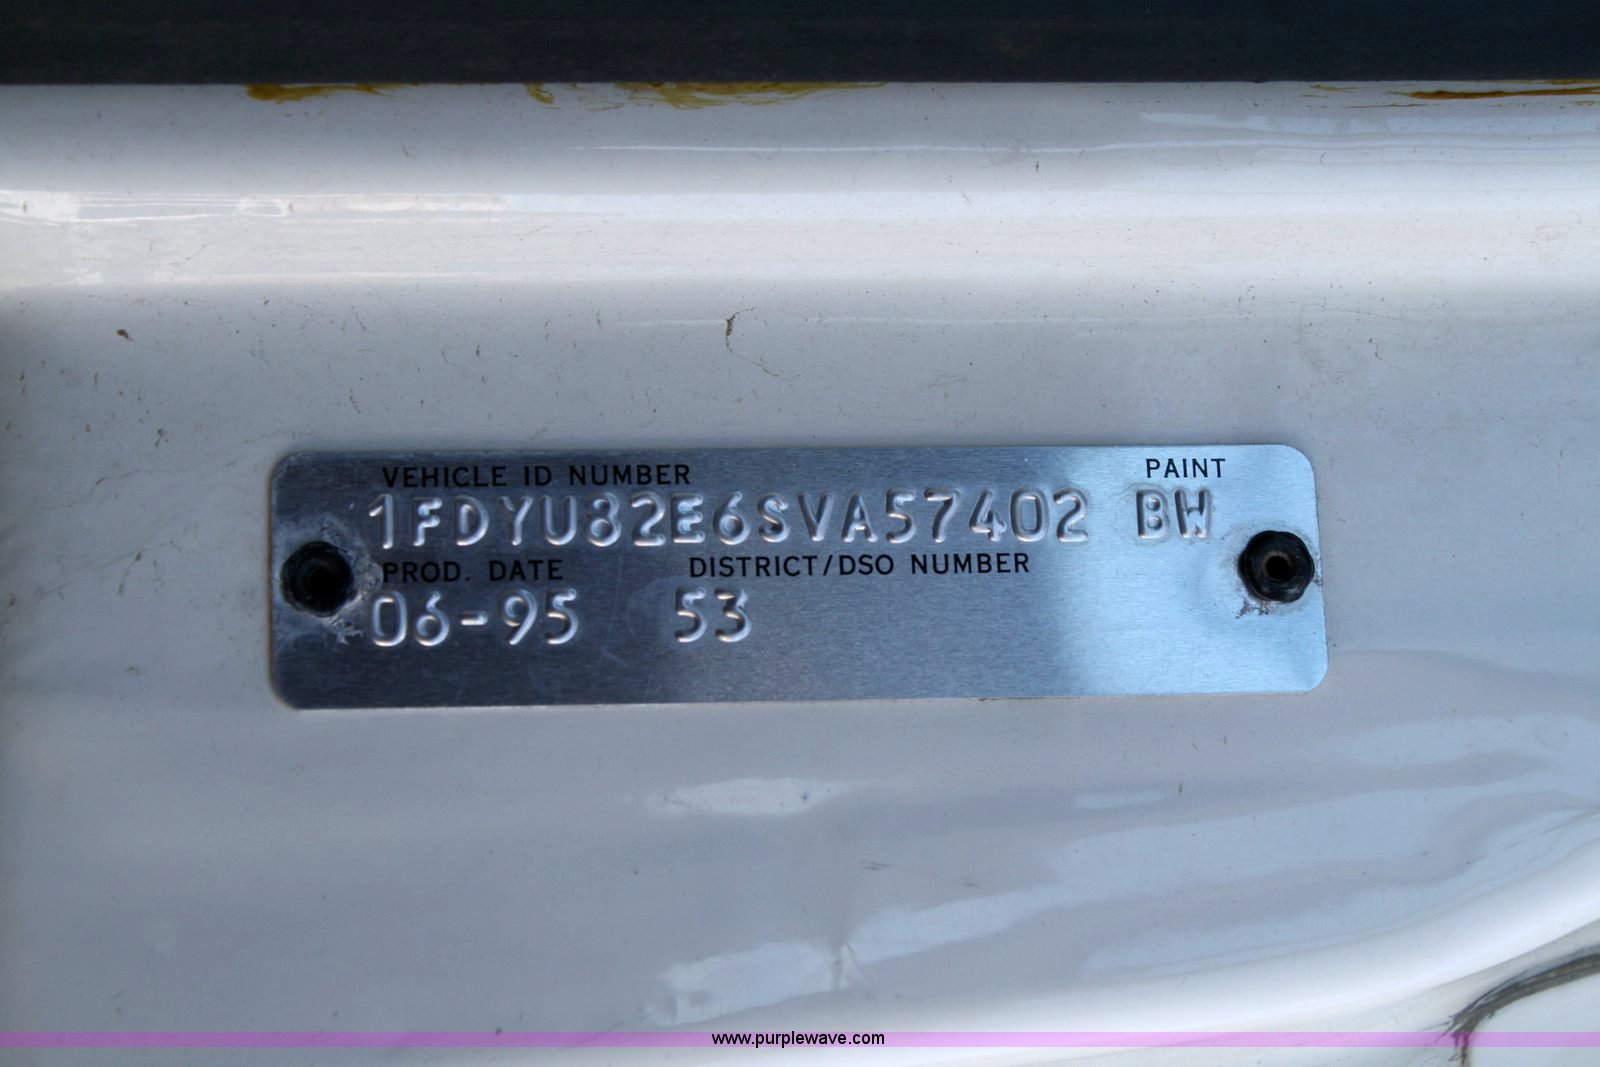 VEHICLE ID NUMBER PAINT
1FDYU82E6SVA57402 BW
PROD. DATE DISTRICT/DSO NUMBER
06-95 53
www.purplewave.com